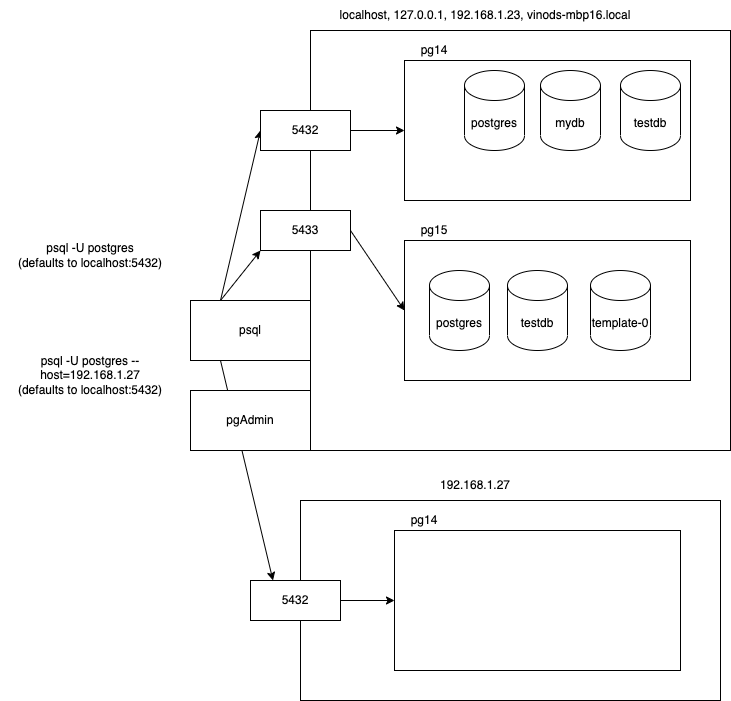 localhost, 127.0.0.1, 192.168.1.23, vinods-mbp16.local
pg14
postgres
mydb
testdb
5432
5433
pg15
postgres
testdb
template-0
psql -U postgres
(defaults to localhost:5432)
psql
psql -U postgres --
host=192.168.1.27
(defaults to localhost:5432)
pgAdmin
192.168.1.27
pg14
5432